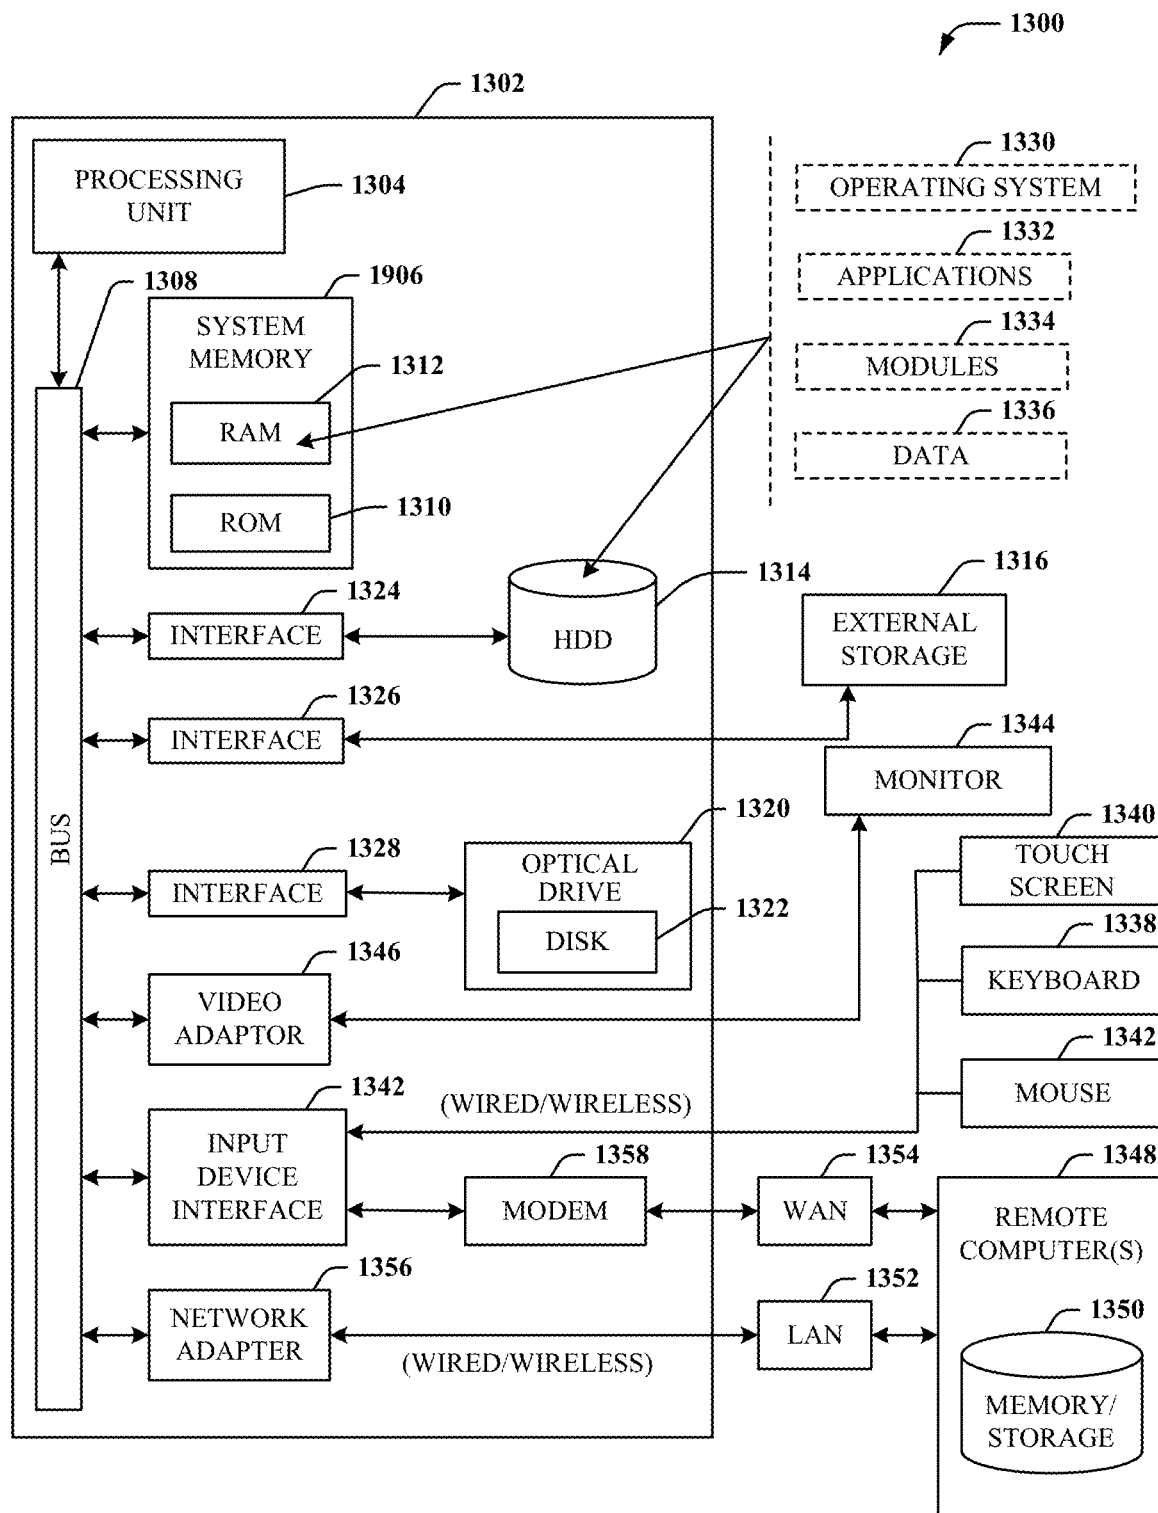 1300
1302
PROCESSING
UNIT
1304
1308
1906
SYSTEM
MEMORY
1312
RAM
1310
ROM
1330
OPERATING SYSTEM
1332
APPLICATIONS
1334
MODULES
1336
DATA
BUS
1324
INTERFACE
1314
HDD
1316
EXTERNAL
STORAGE
1326
INTERFACE
1344
MONITOR
1328
INTERFACE
1320
OPTICAL
DRIVE
1322
DISK
1340
TOUCH
SCREEN
1338
KEYBOARD
1342
MOUSE
1346
VIDEO
ADAPTOR
1342
INPUT
DEVICE
INTERFACE
(WIRED/WIRELESS)
1358
MODEM
1354
WAN
1348
REMOTE
COMPUTER(S)
1356
NETWORK
ADAPTER
(WIRED/WIRELESS)
1352
LAN
1350
MEMORY/
STORAGE